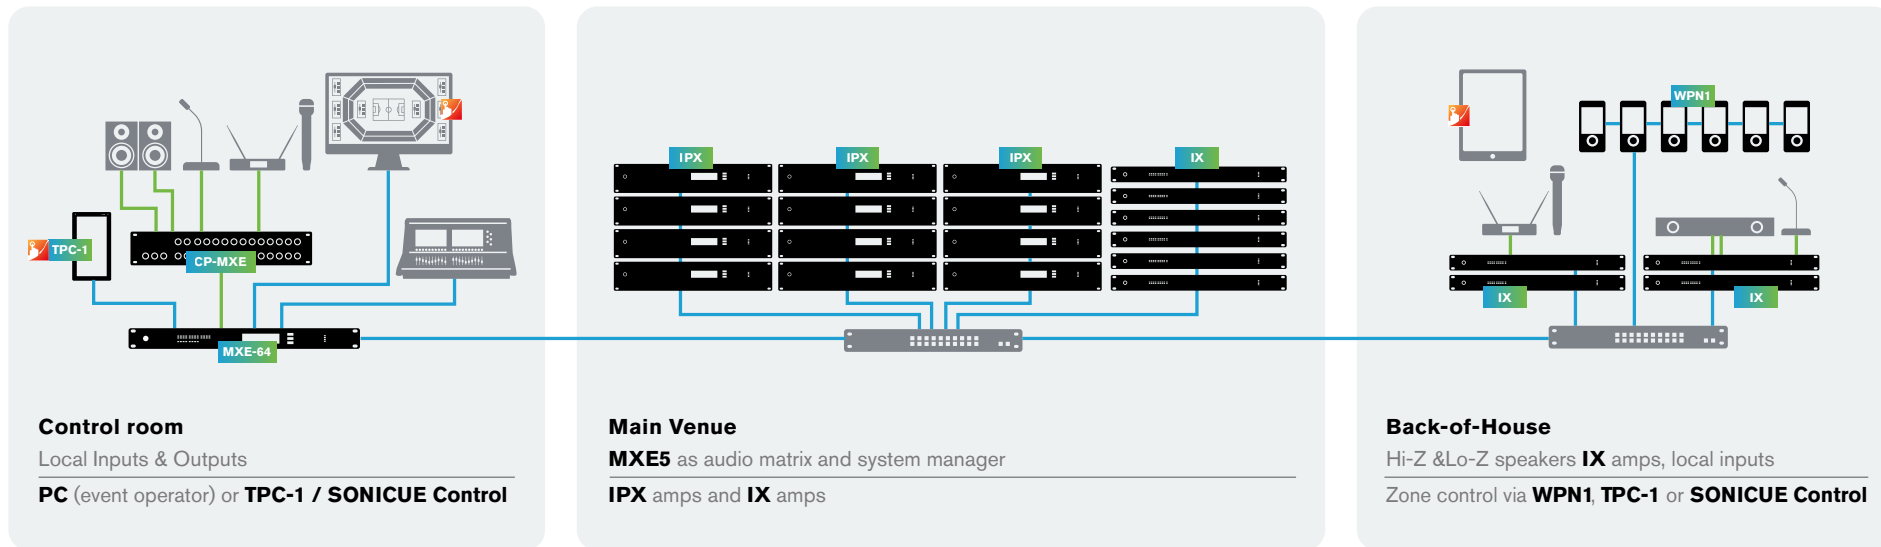 TPC-1
CP-MXE
MXE-64
Control room
Local Inputs & Outputs
PC (event operator) or TPC-1 / SONICUE Control
IPX
IPX
IPX
IX
Main Venue
MXE5 as audio matrix and system manager
IPX amps and IX amps
WPN1
IX
IX
Back-of-House
Hi-Z &Lo-Z speakers IX amps, local inputs
Zone control via WPN1, TPC-1 or SONICUE Control